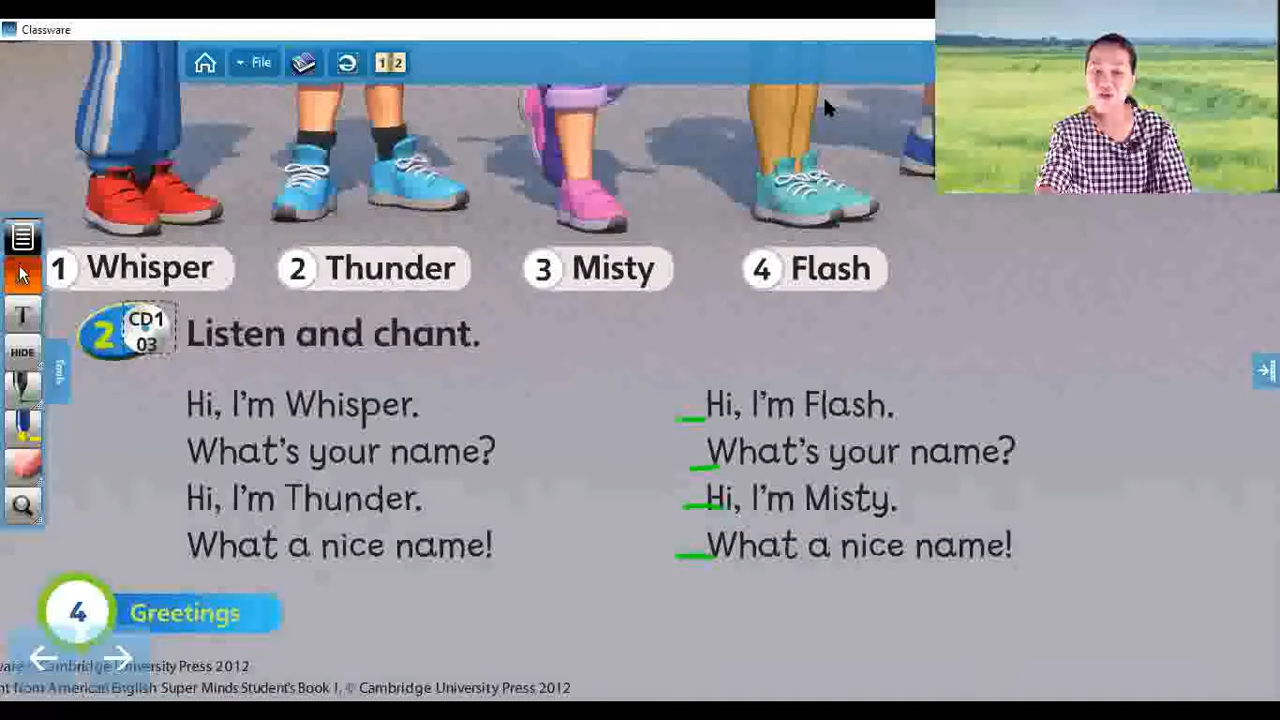 Classware
File
1 2
1 Whisper
2 Thunder
3 Misty
4 Flash
T
HIDE
2 CD1 03 Listen and chant.
Hi, I'm Whisper.
What's your name?
Hi, I'm Thunder.
What a nice name!
Hi, I'm Flash.
What's your name?
Hi, I'm Misty.
What a nice name!
4 Greetings
Cambridge University Press 2012
from American English Super Minds Student's Book 1, © Cambridge University Press 2012